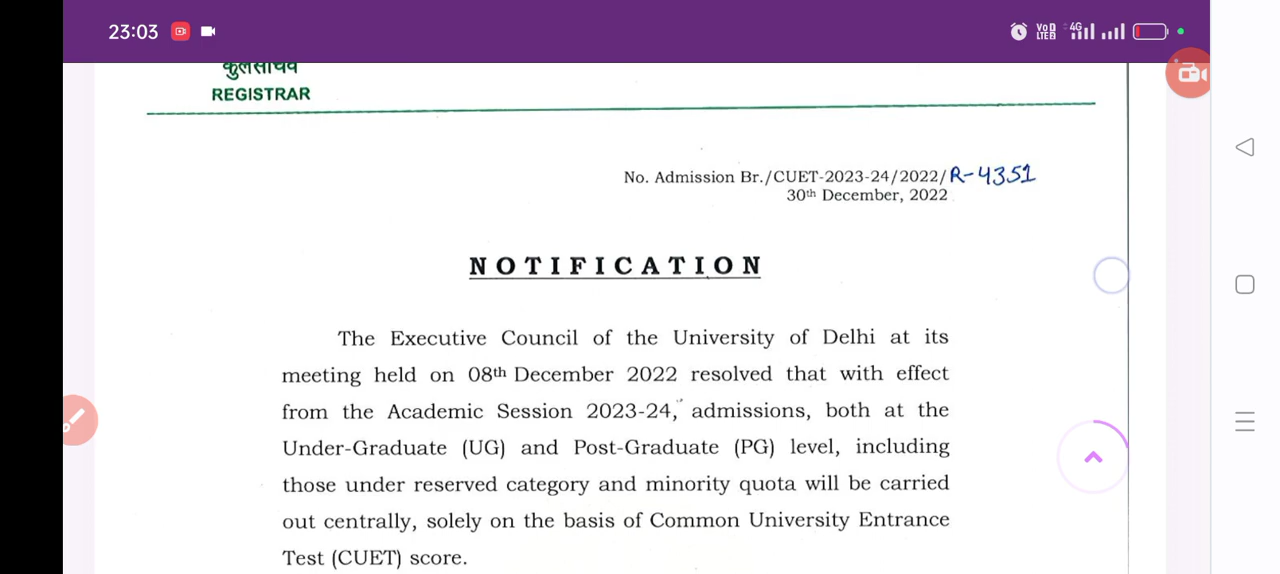 23:03
VoD LTE2 4G
कुलसचिव
REGISTRAR
No. Admission Br./CUET-2023-24/2022/R-4351
30th December, 2022
NOTIFICATION
The Executive Council of the University of Delhi at its
meeting held on 08th December 2022 resolved that with effect
from the Academic Session 2023-24, admissions, both at the
Under-Graduate (UG) and Post-Graduate (PG) level, including
those under reserved category and minority quota will be carried
out centrally, solely on the basis of Common University Entrance
Test (CUET) score.